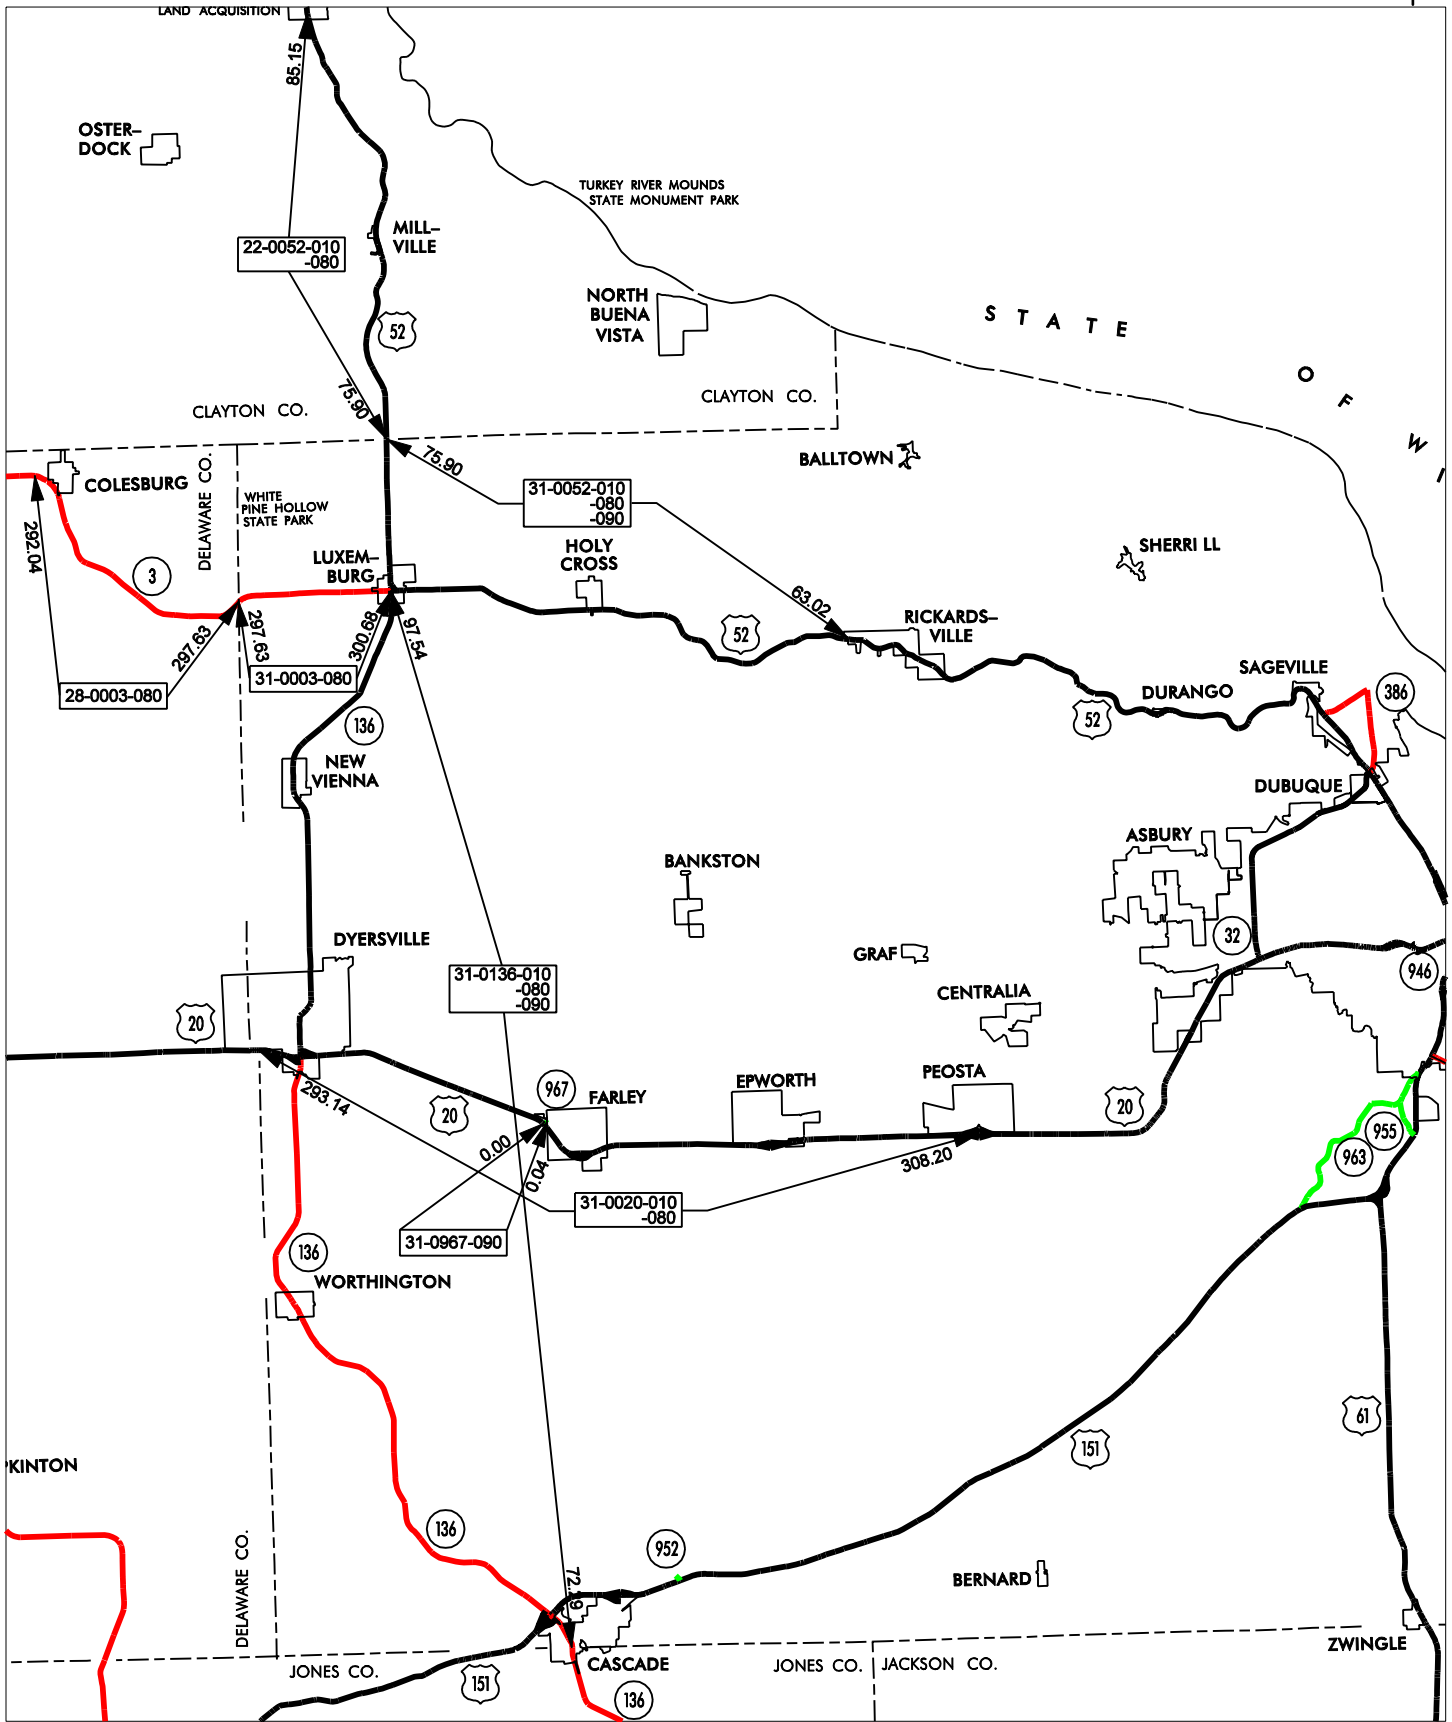 LAND ACQUISITION
85.15
OSTER–
DOCK
TURKEY RIVER MOUNDS
STATE MONUMENT PARK
MILL–
VILLE
22-0052-010
-080
NORTH
BUENA
VISTA
52
STATE
OF
WI
75.90
CLAYTON CO.
CLAYTON CO.
75.90
BALLTOWN
COLESBURG
DELAWARE CO.
WHITE
PINE HOLLOW
STATE PARK
31-0052-010
-080
-090
292.04
3
LUXEM–
BURG
HOLY
CROSS
SHERRI LL
63.02
RICKARDS–
VILLE
52
297.63
297.63
300.68
97.54
28-0003-080
31-0003-080
SAGEVILLE
386
DURANGO
52
136
NEW
VIENNA
DUBUQUE
ASBURY
BANKSTON
32
DYERSVILLE
GRAF
946
31-0136-010
-080
-090
CENTRALIA
20
293.14
967
FARLEY
EPWORTH
PEOSTA
20
20
955
963
0.00
0.04
308.20
31-0020-010
-080
31-0967-090
136
WORTHINGTON
61
151
PKINTON
136
952
DELAWARE CO.
BERNARD
ZWINGLE
CASCADE
JONES CO.
JONES CO.
JACKSON CO.
151
136